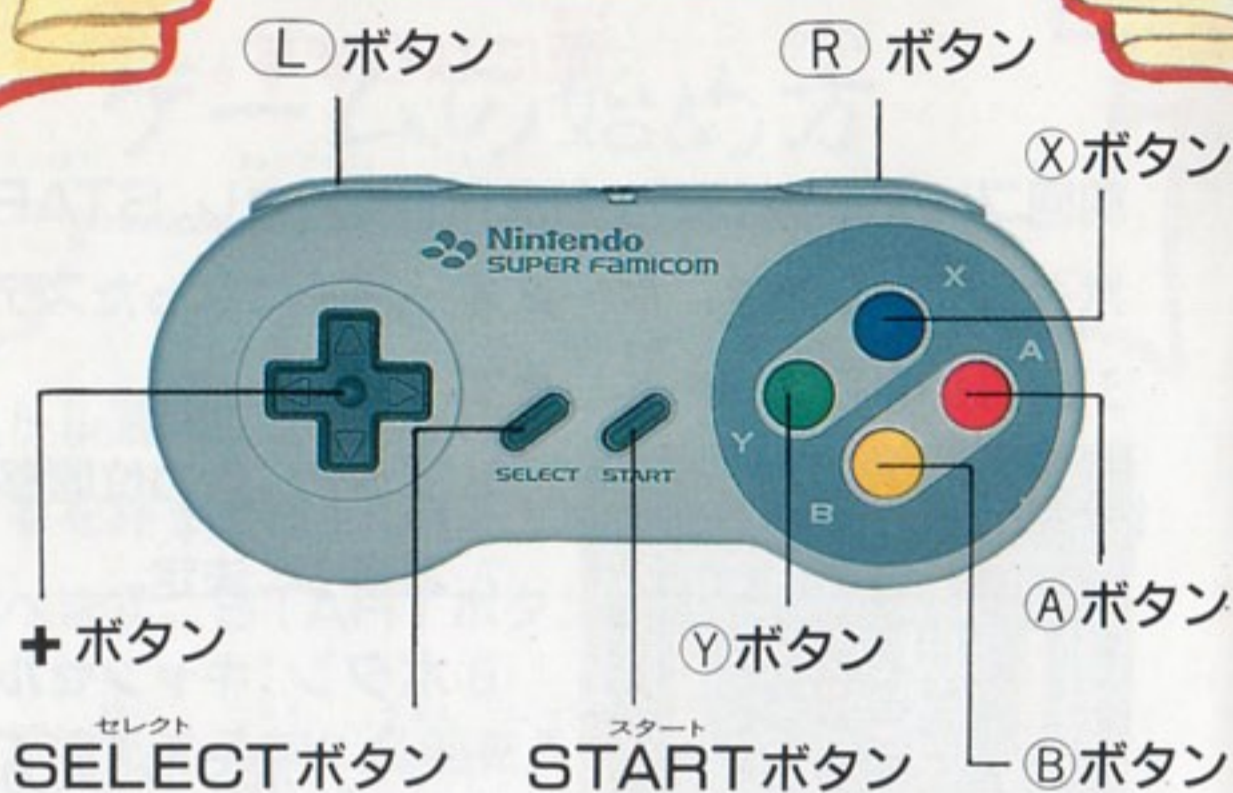 Ⓛボタン
Ⓡボタン
Ⓧボタン
Nintendo
SUPER FAMICOM
X
A
Y
B
SELECT
START
Ⓐボタン
✚ボタン
Ⓨボタン
セレクト
SELECTボタン
スタート
STARTボタン
Ⓑボタン